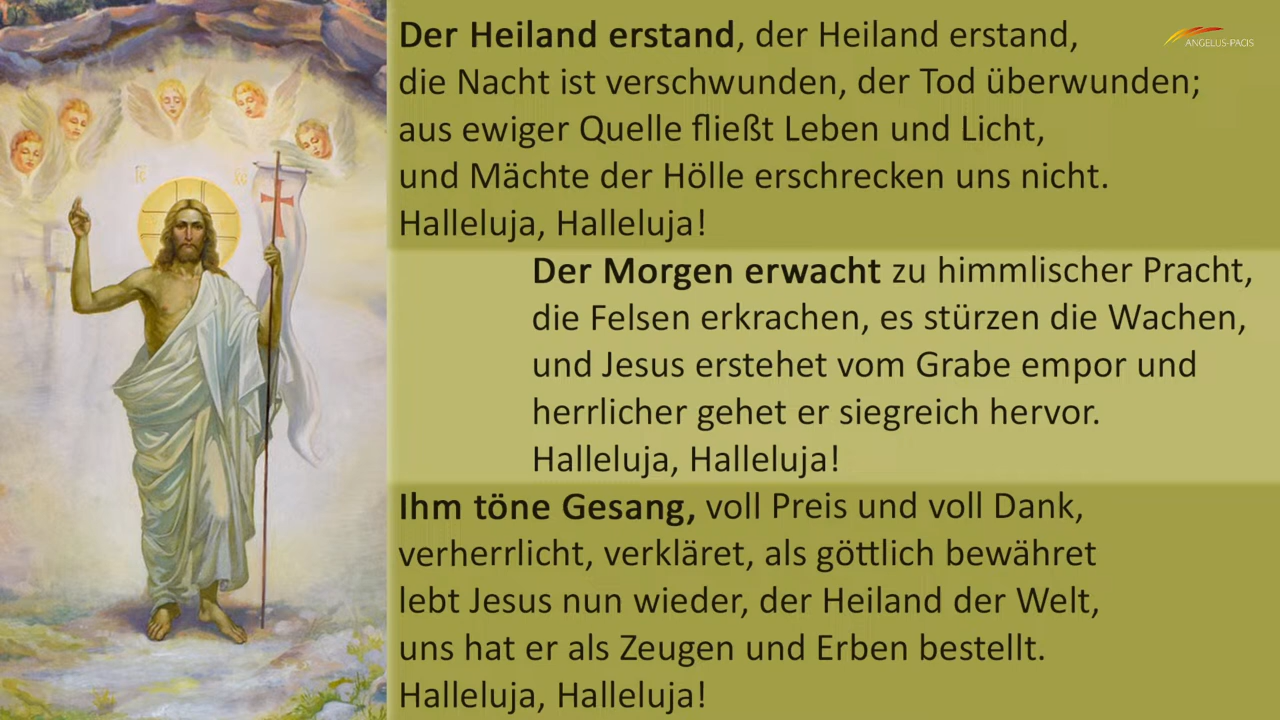 Der Heiland erstand, der Heiland erstand,
die Nacht ist verschwunden, der Tod überwunden;
aus ewiger Quelle fließt Leben und Licht,
und Mächte der Hölle erschrecken uns nicht.
Halleluja, Halleluja!
Der Morgen erwacht zu himmlischer Pracht,
die Felsen erkrachen, es stürzen die Wachen,
und Jesus erstehet vom Grabe empor und
herrlicher gehet er siegreich hervor.
Halleluja, Halleluja!
Ihm töne Gesang, voll Preis und voll Dank,
verherrlicht, verkläret, als göttlich bewähret
lebt Jesus nun wieder, der Heiland der Welt,
uns hat er als Zeugen und Erben bestellt.
Halleluja, Halleluja!
ANGELUS-PACIS